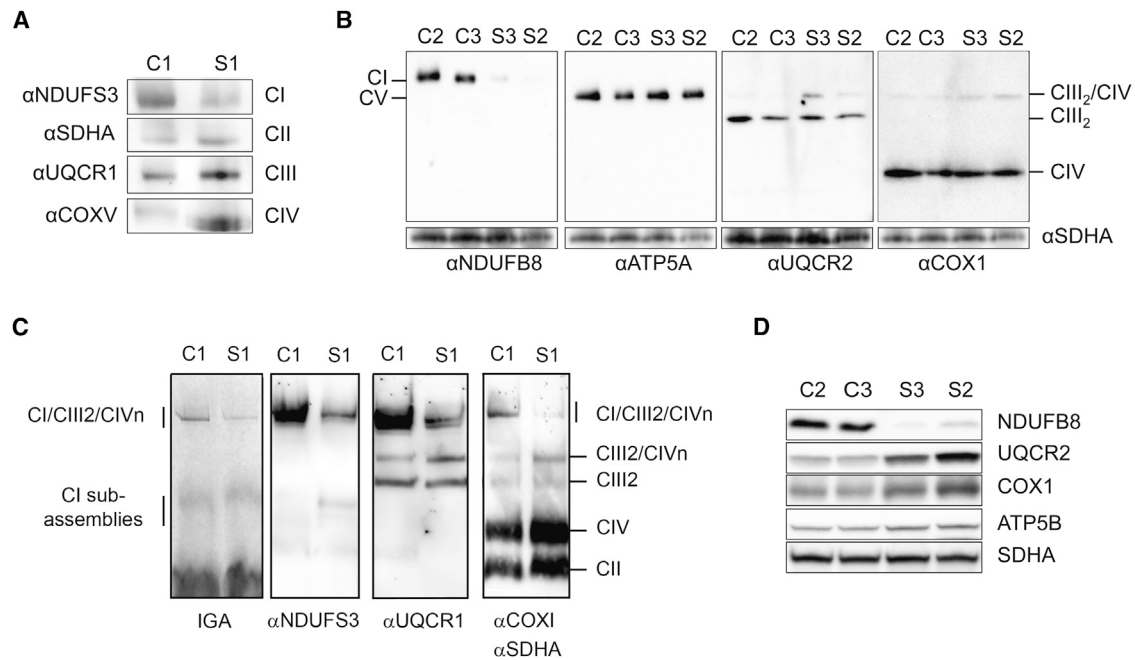 A
C1 S1
αNDUFS3 CI
αSDHA CII
αUQCR1 CIII
αCOXV CIV
B
C2 C3 S3 S2 C2 C3 S3 S2 C2 C3 S3 S2 C2 C3 S3 S2
CI
CV
CIII2/CIV
CIII2
CIV
αSDHA
αNDUFB8 αATP5A αUQCR2 αCOX1
C
C1 S1 C1 S1 C1 S1 C1 S1
CI/CIII2/CIVn CI/CIII2/CIVn
CIII2/CIVn
CIII2
CI sub-
assemblies
CIV
CII
IGA αNDUFS3 αUQCR1 αCOXI
αSDHA
D
C2 C3 S3 S2
NDUFB8
UQCR2
COX1
ATP5B
SDHA